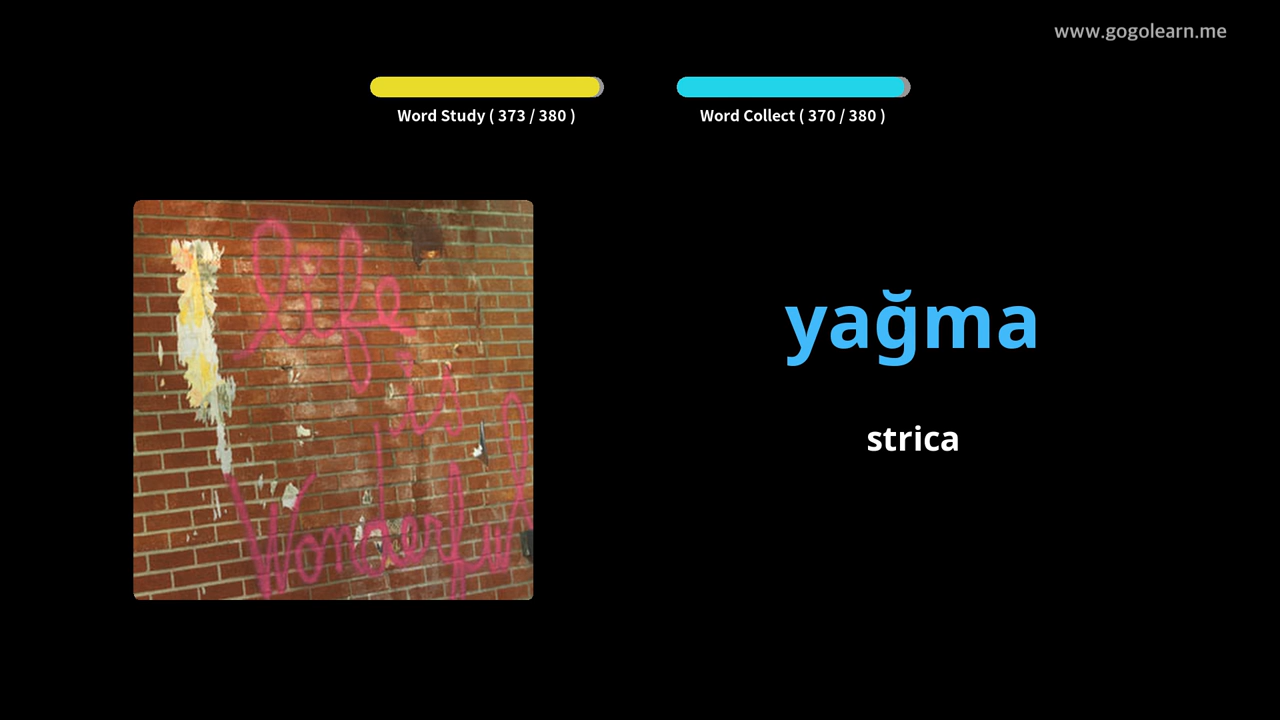 www.gogolearn.me
Word Study ( 373 / 380 )
Word Collect ( 370 / 380 )
life
is
Wonderful
yağma
strica